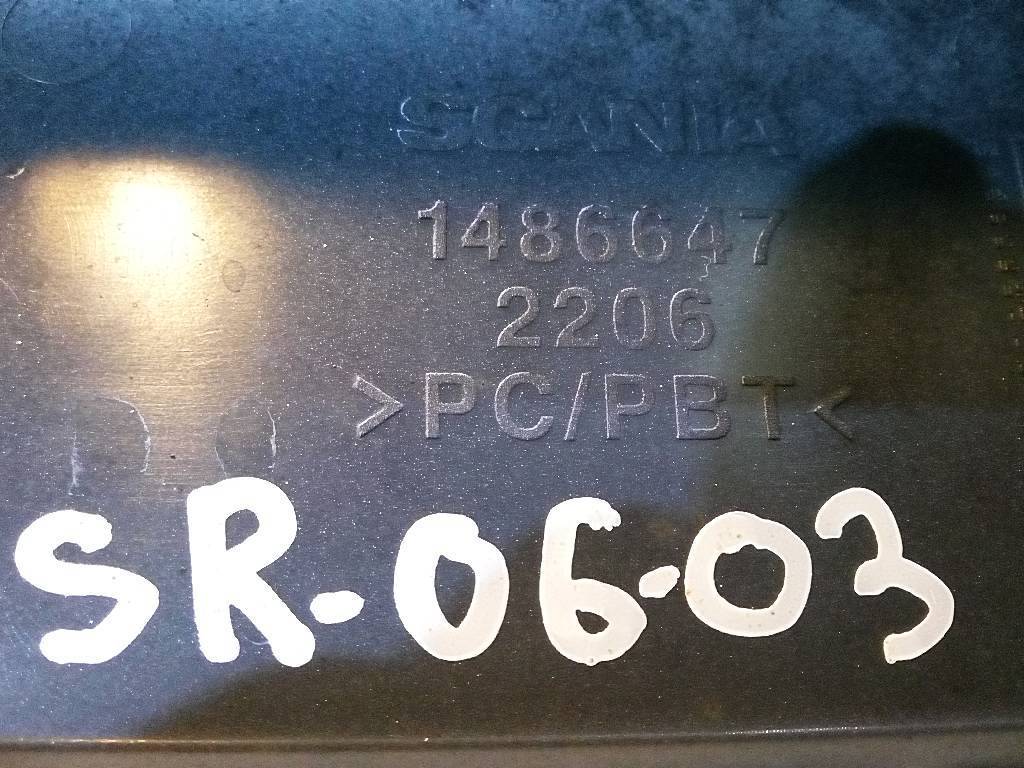 SCANIA
1486647
2206
>PC/PBT<
SR-06-03